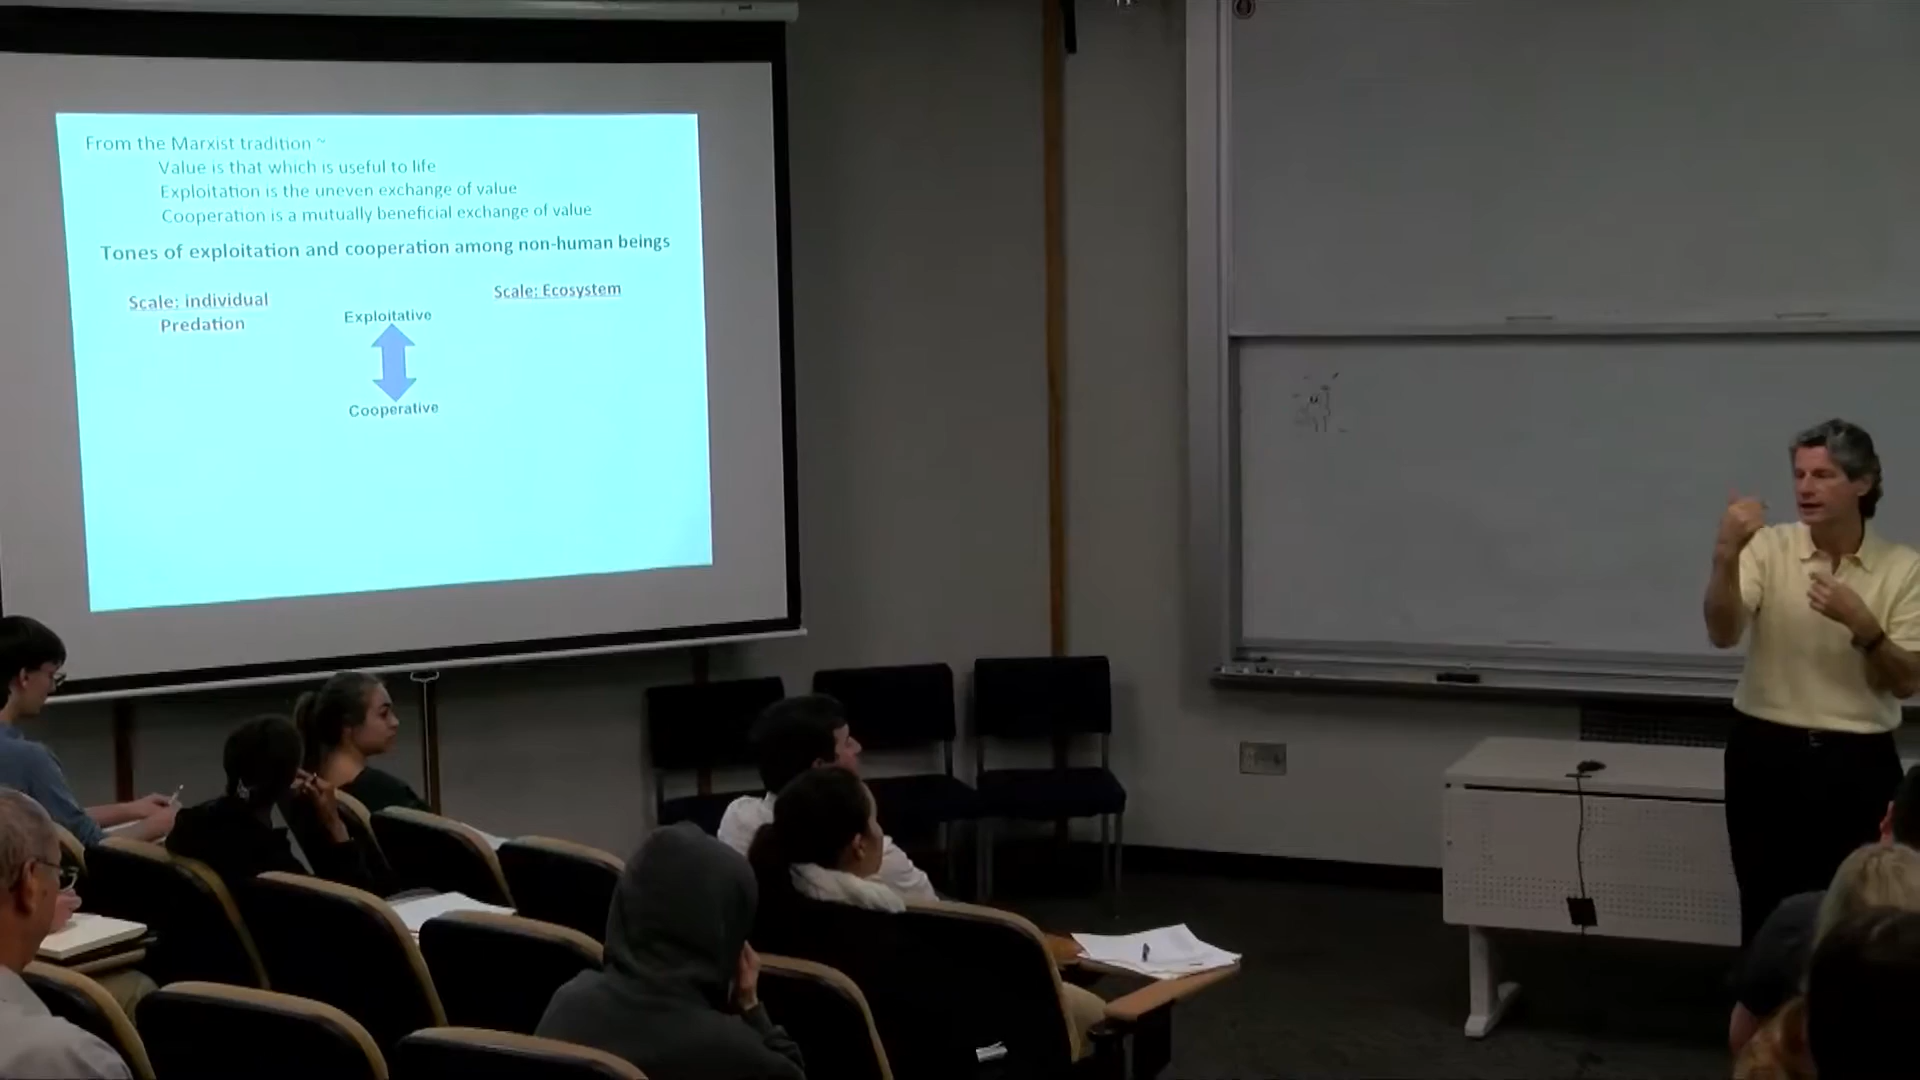 From the Marxist tradition ~
Value is that which is useful to life
Exploitation is the uneven exchange of value
Cooperation is a mutually beneficial exchange of value
Tones of exploitation and cooperation among non-human beings
Scale: individual
Predation
Scale: Ecosystem
Exploitative
Cooperative